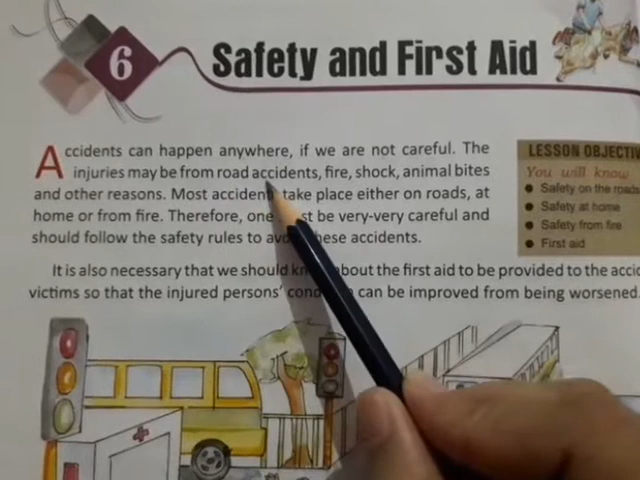 6
Safety and First Aid
Accidents can happen anywhere, if we are not careful. The
injuries may be from road accidents, fire, shock, animal bites
and other reasons. Most accident take place either on roads, at
home or from fire. Therefore, one st be very-very careful and
should follow the safety rules to av hese accidents.
It is also necessary that we should kn about the first aid to be provided to the acci
victims so that the injured persons' con n can be improved from being worsened.
LESSON OBJECTIV
You will know
Safety on the roads
Safety at home
Safety from fire
First aid